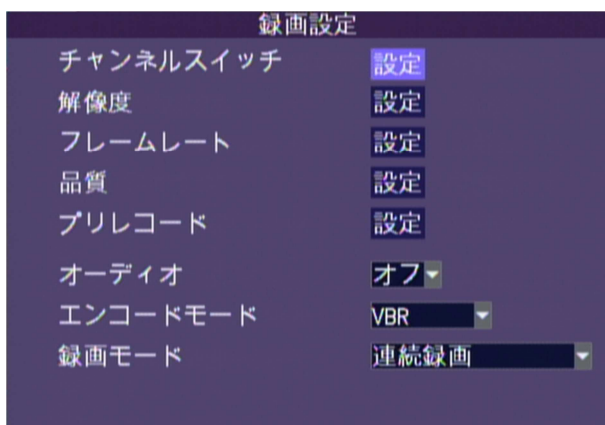 録画設定
チャンネルスイッチ 設定
解像度 設定
フレームレート 設定
品質 設定
プリレコード 設定
オーディオ オフ
エンコードモード VBR
録画モード 連続録画